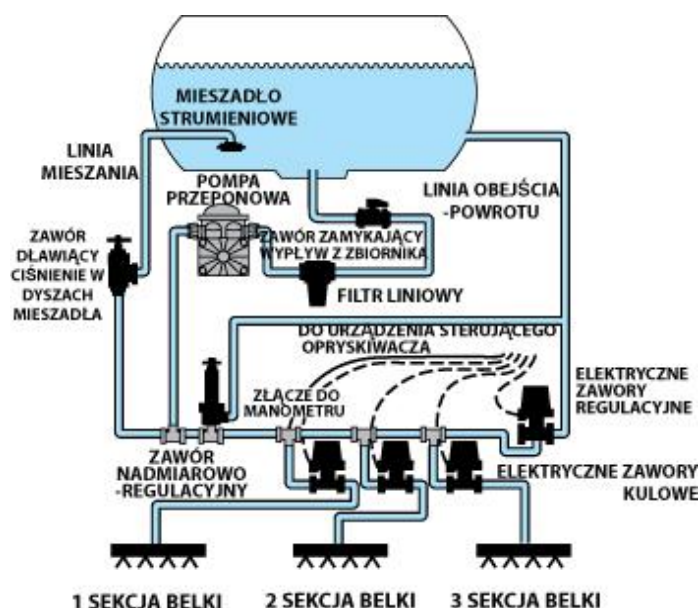 MIESZADŁO
STRUMIENIOWE
LINIA
MIESZANIA
POMPA
PRZEPONOWA
LINIA OBEJŚCIA
-POWROTU
ZAWÓR
DŁAWIĄCY
CIŚNIENIE W
DYSZACH
MIESZADŁA
ZAWÓR ZAMYKAJĄCY
WYPŁYW Z ZBIORNIKA
FILTR LINIOWY
DO URZĄDZENIA STERUJĄCEGO
OPRYSKIWACZA
ZŁĄCZE DO
MANOMETRU
ELEKTRYCZNE
ZAWORY
REGULACYJNE
ZAWÓR
NADMIAROWO
-REGULACYJNY
ELEKTRYCZNE ZAWORY
KULOWE
1 SEKCJA BELKI 2 SEKCJA BELKI 3 SEKCJA BELKI